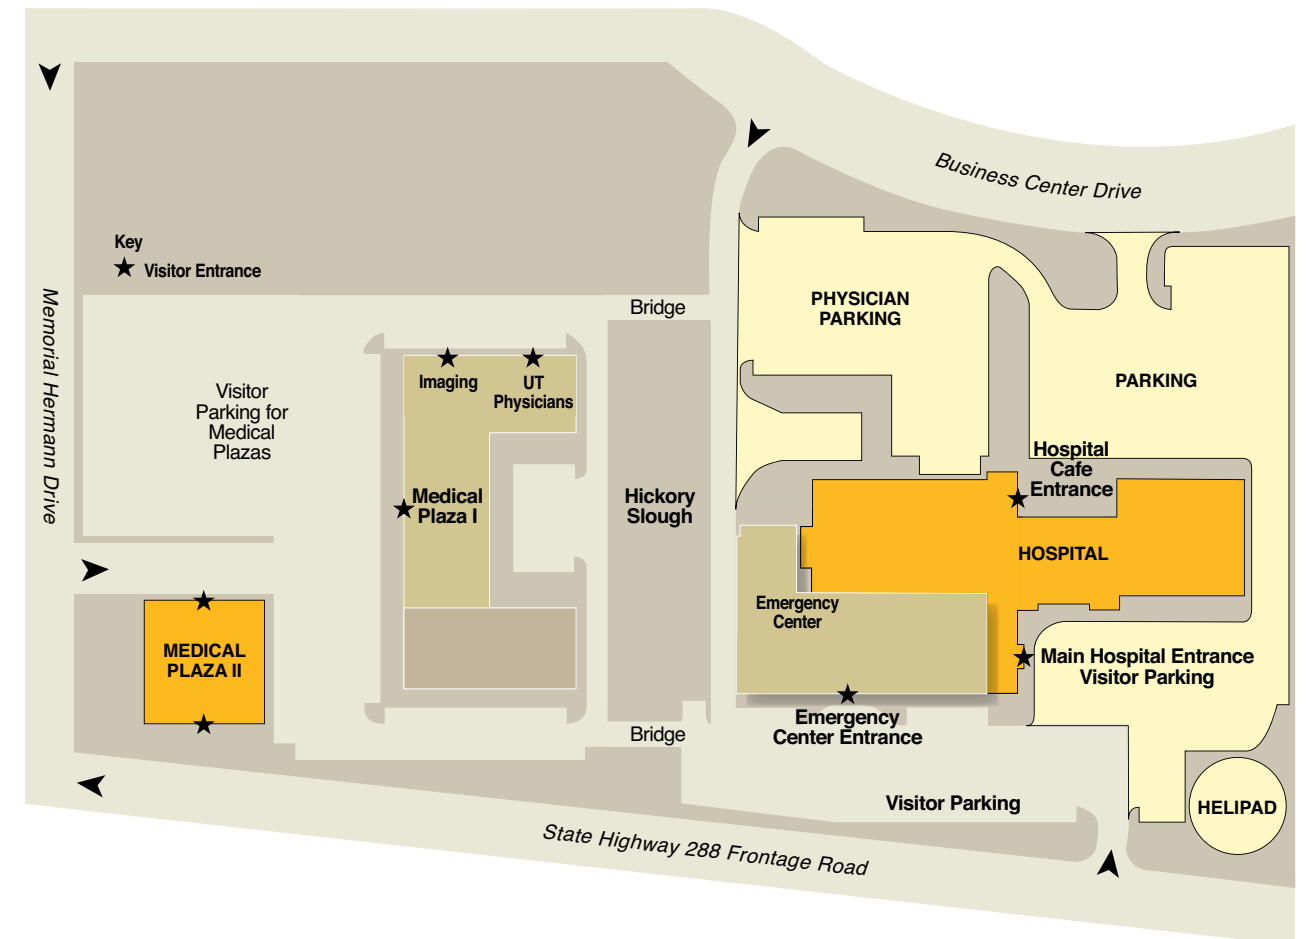 Business Center Drive
Key
Visitor Entrance
Memorial Hermann Drive
Bridge
PHYSICIAN
PARKING
PARKING
Visitor
Parking for
Medical
Plazas
Imaging
UT
Physicians
Medical
Plaza I
Hickory
Slough
Hospital
Cafe
Entrance
HOSPITAL
Emergency
Center
MEDICAL
PLAZA II
Main Hospital Entrance
Visitor Parking
Emergency
Center Entrance
Bridge
Visitor Parking
HELIPAD
State Highway 288 Frontage Road